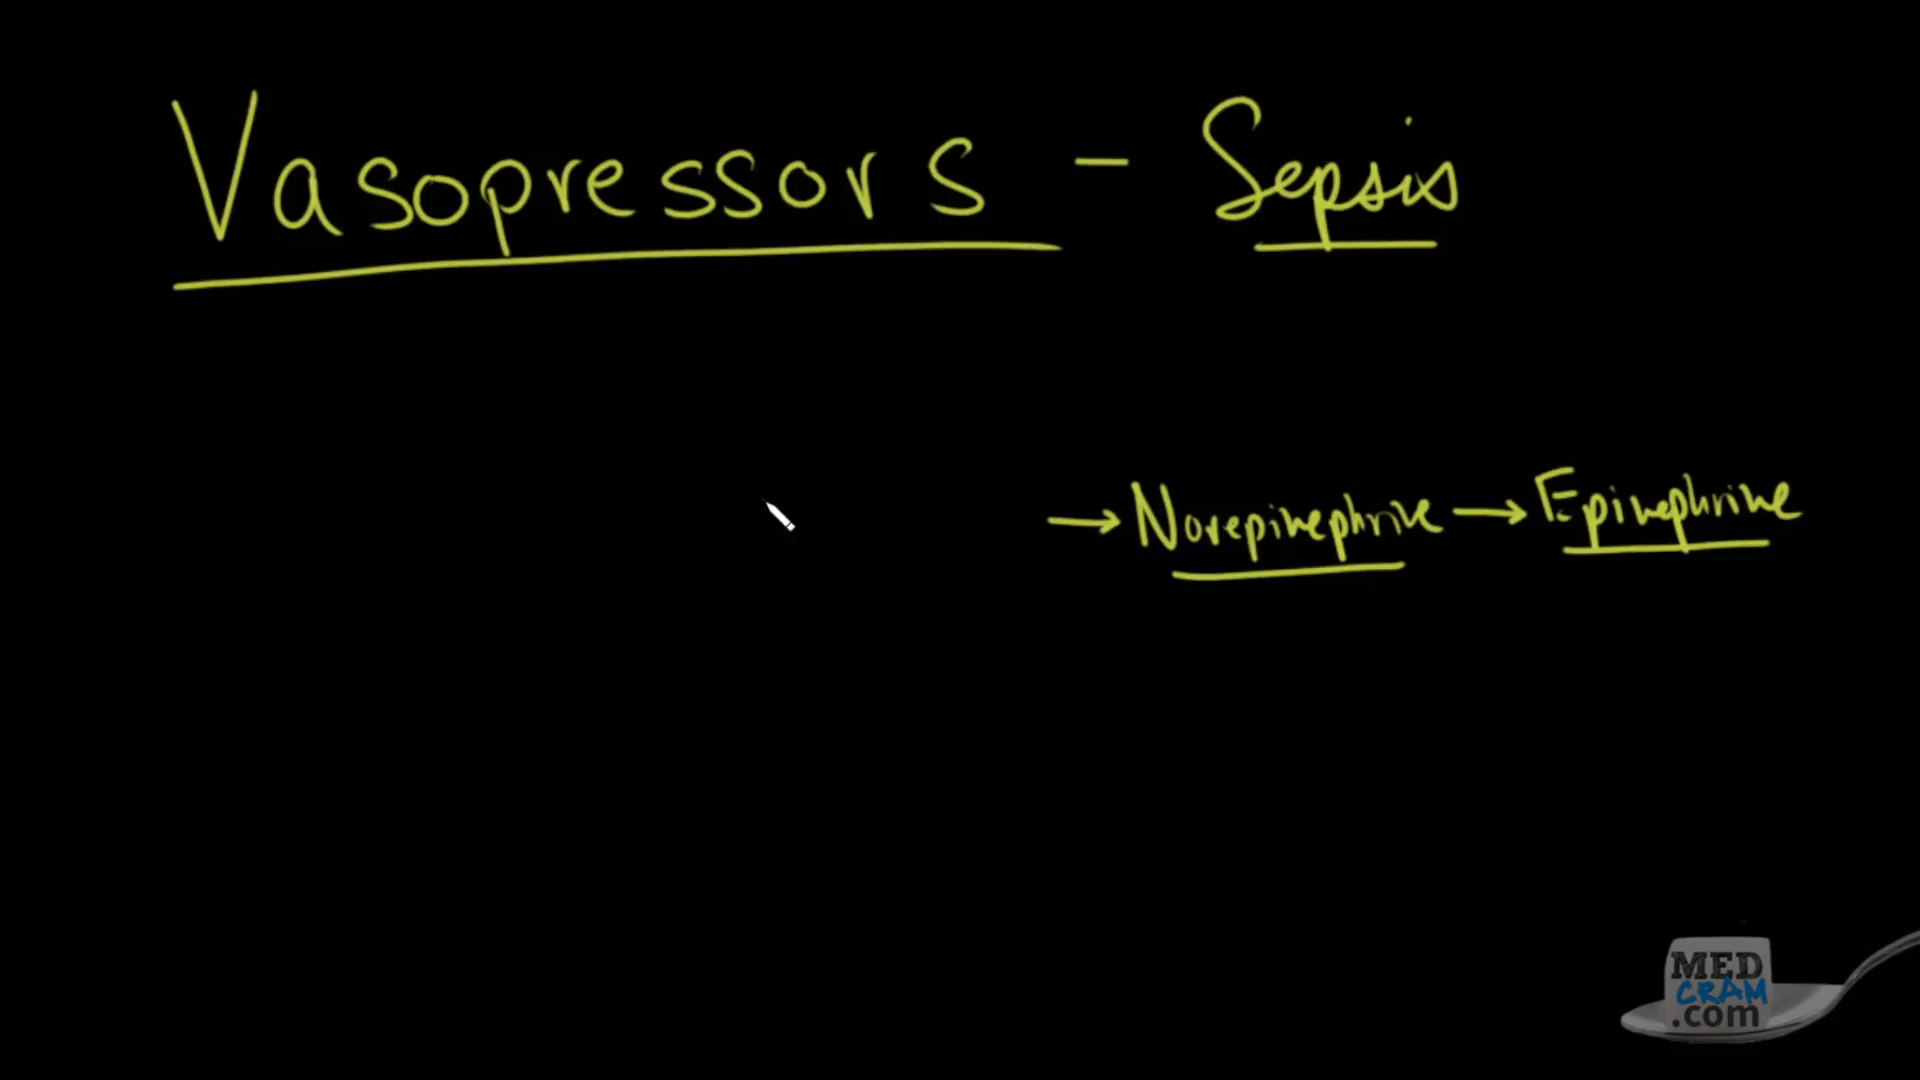 Vasopressors - Sepsis
→ Norepinephrine → Epinephrine
MED
CRAM
.com